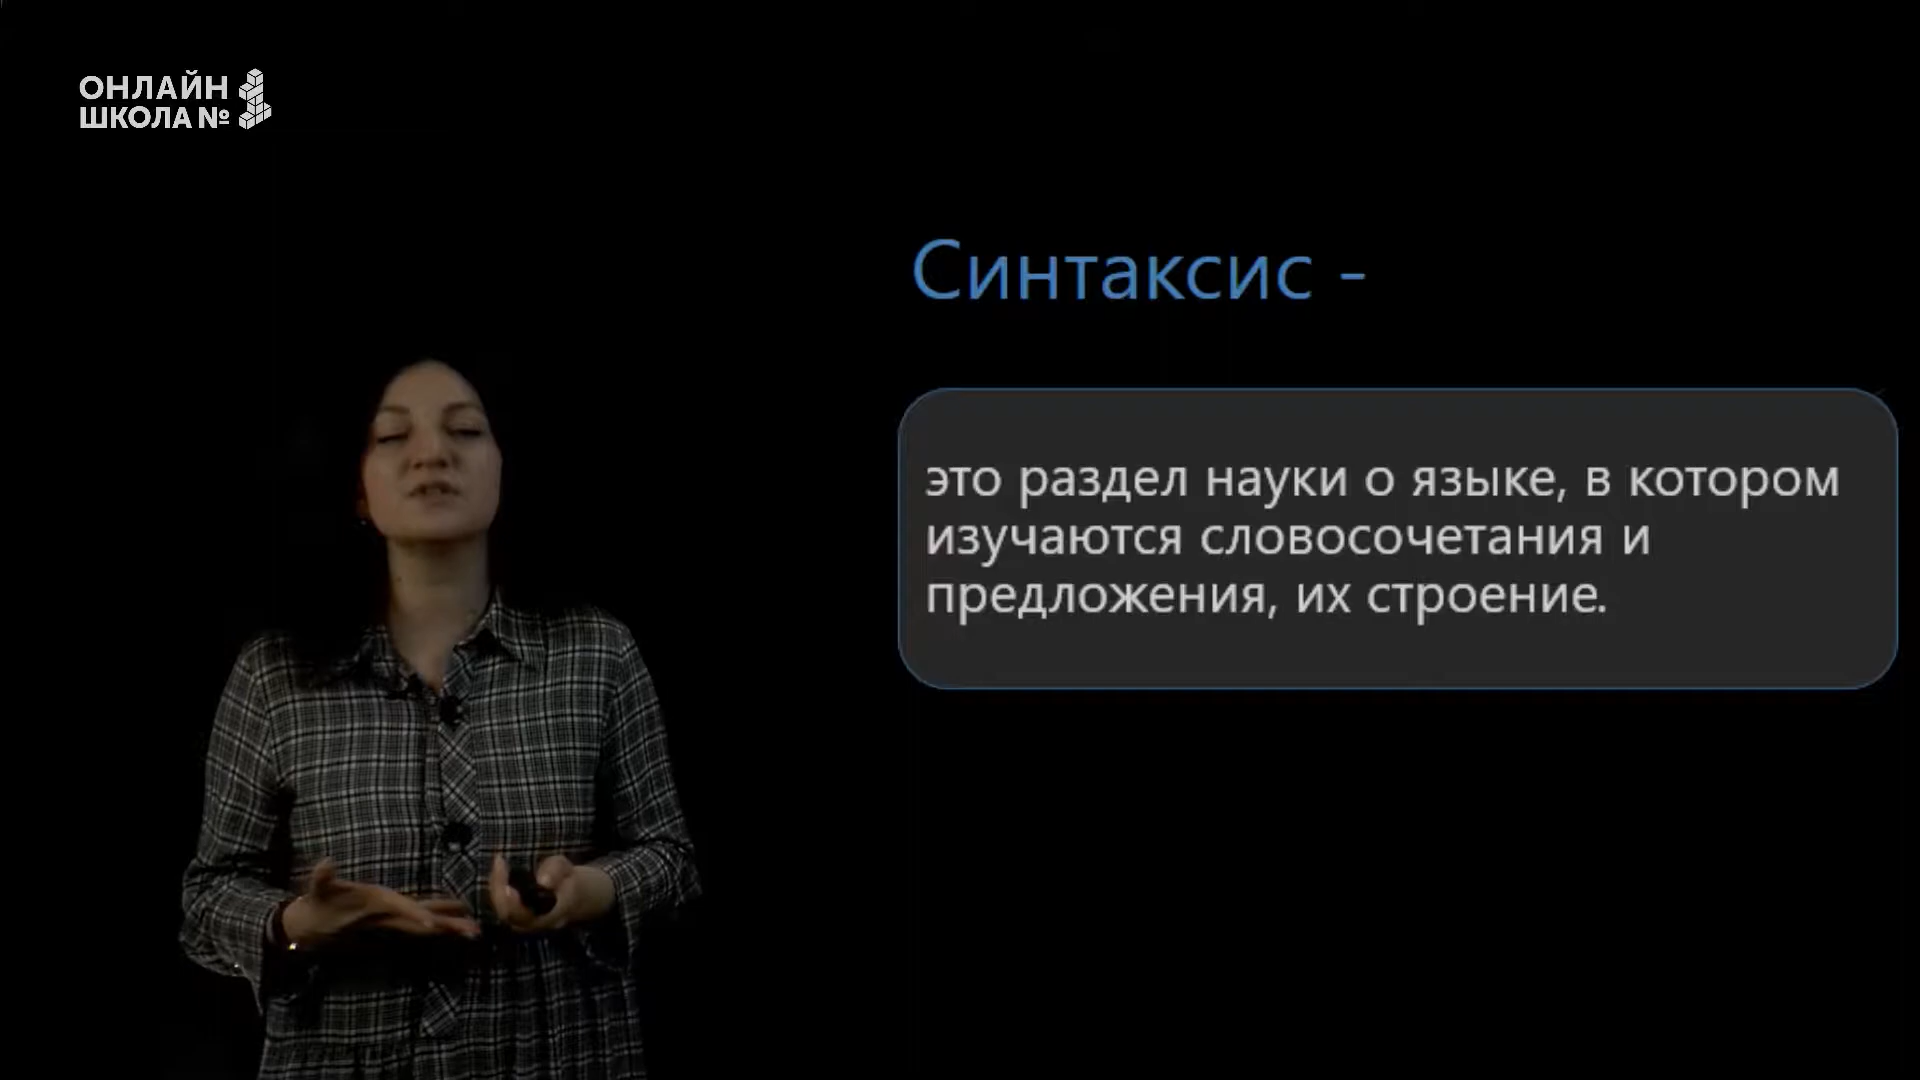 ОНЛАЙН
ШКОЛА №
Синтаксис -
это раздел науки о языке, в котором
изучаются словосочетания и
предложения, их строение.